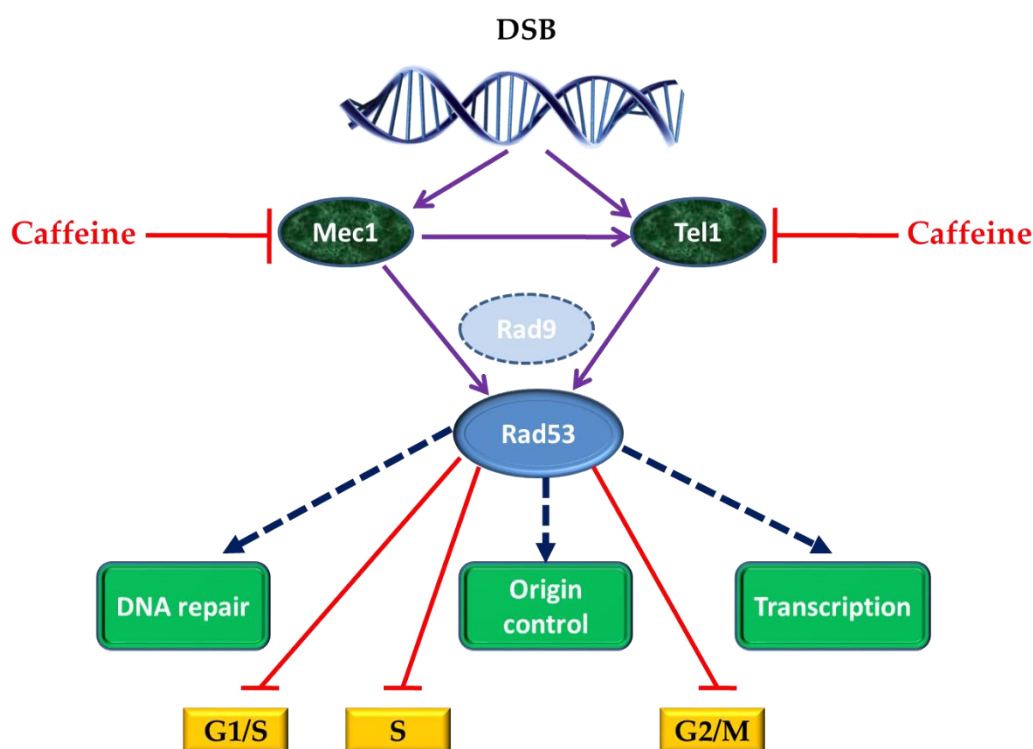 DSB
Caffeine
Mec1
Tel1
Caffeine
Rad9
Rad53
DNA repair
Origin
control
Transcription
G1/S
S
G2/M